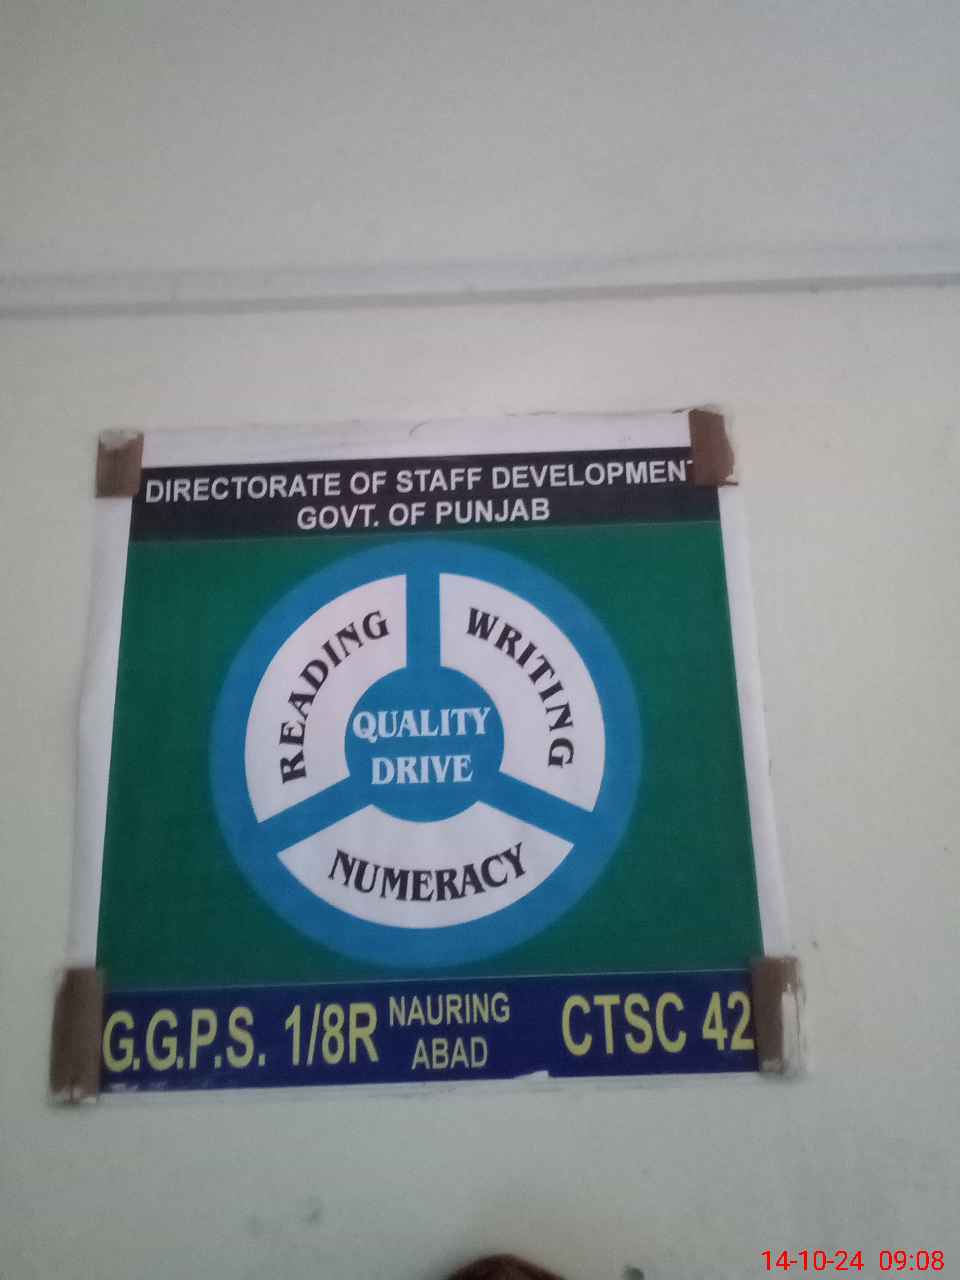 DIRECTORATE OF STAFF DEVELOPMENT
GOVT. OF PUNJAB
READING
WRITING
QUALITY
DRIVE
NUMERACY
G.G.P.S. 1/8R NAURING ABAD CTSC 42
14-10-24 09:08